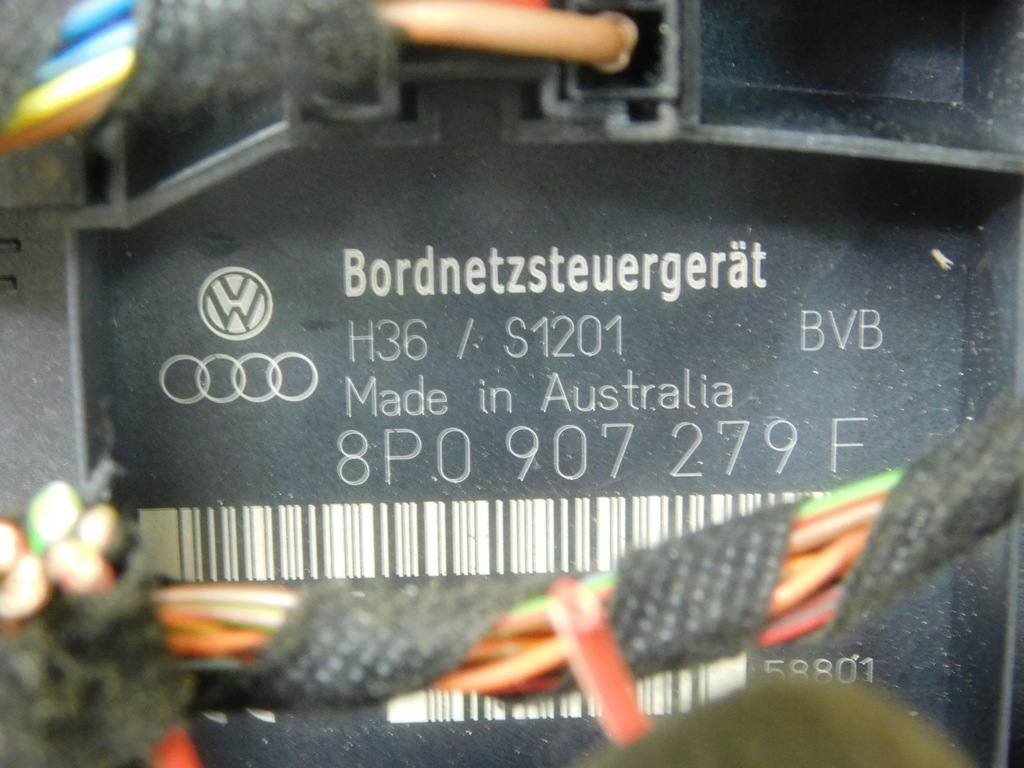 Bordnetzsteuergerät
H36 / S1201 BVB
Made in Australia
8P0 907 279 F
58801